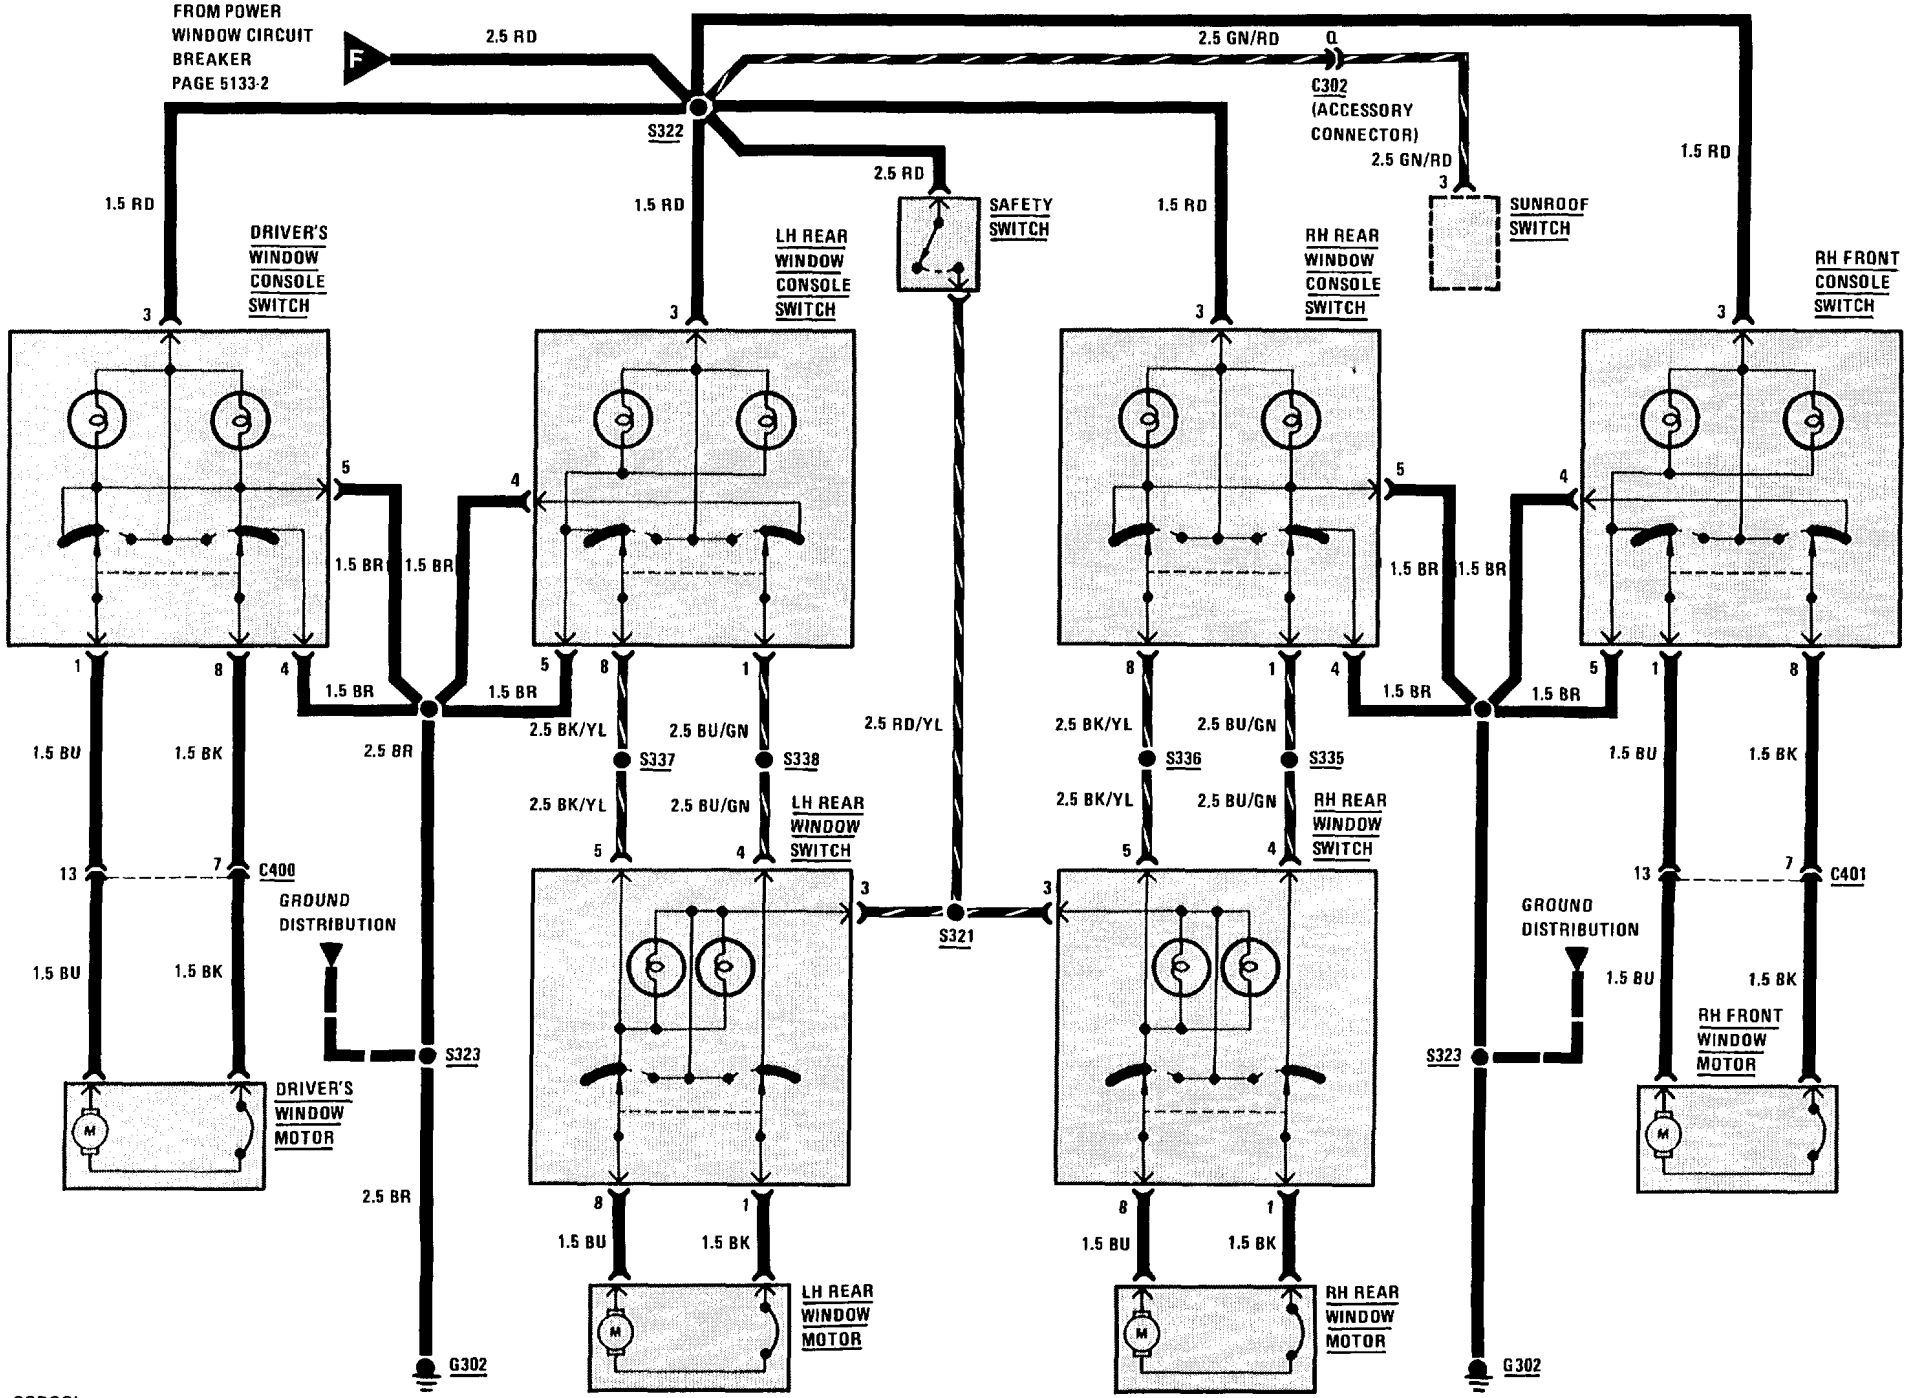 FROM POWER
WINDOW CIRCUIT
BREAKER
PAGE 5133-2
F
2.5 RD
2.5 GN/RD
a
C302
(ACCESSORY
CONNECTOR)
S322
2.5 RD
2.5 GN/RD
3
1.5 RD
1.5 RD
1.5 RD
1.5 RD
SAFETY
SWITCH
SUNROOF
SWITCH
DRIVER'S
WINDOW
CONSOLE
SWITCH
LH REAR
WINDOW
CONSOLE
SWITCH
RH REAR
WINDOW
CONSOLE
SWITCH
RH FRONT
CONSOLE
SWITCH
3
3
3
3
5
4
5
4
1.5 BR
1.5 BR
1.5 BR
1.5 BR
1
8
4
5
8
1
8
1
4
5
1
8
1.5 BR
1.5 BR
1.5 BR
1.5 BR
1.5 BU
1.5 BK
2.5 BR
2.5 BK/YL
2.5 BU/GN
2.5 RD/YL
2.5 BK/YL
2.5 BU/GN
1.5 BU
1.5 BK
S337
S338
S336
S335
2.5 BK/YL
2.5 BU/GN
2.5 BK/YL
2.5 BU/GN
LH REAR
WINDOW
SWITCH
RH REAR
WINDOW
SWITCH
5
4
5
4
13
7
C400
13
7
C401
3
3
S321
GROUND
DISTRIBUTION
GROUND
DISTRIBUTION
1.5 BU
1.5 BK
1.5 BU
1.5 BK
RH FRONT
WINDOW
MOTOR
S323
S323
DRIVER'S
WINDOW
MOTOR
M
M
2.5 BR
8
1
8
1
1.5 BU
1.5 BK
1.5 BU
1.5 BK
LH REAR
WINDOW
MOTOR
RH REAR
WINDOW
MOTOR
M
M
G302
G302